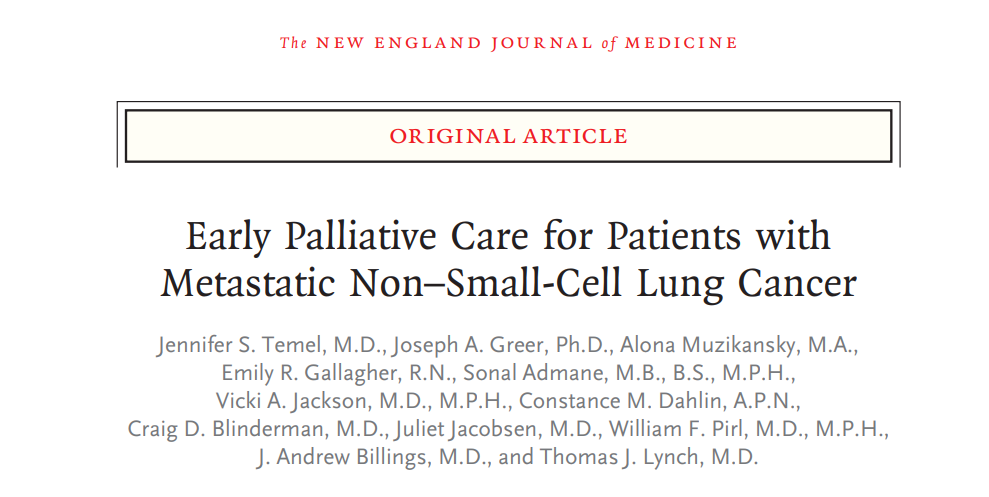 The NEW ENGLAND JOURNAL of MEDICINE
ORIGINAL ARTICLE
Early Palliative Care for Patients with
Metastatic Non–Small-Cell Lung Cancer
Jennifer S. Temel, M.D., Joseph A. Greer, Ph.D., Alona Muzikansky, M.A.,
Emily R. Gallagher, R.N., Sonal Admane, M.B., B.S., M.P.H.,
Vicki A. Jackson, M.D., M.P.H., Constance M. Dahlin, A.P.N.,
Craig D. Blinderman, M.D., Juliet Jacobsen, M.D., William F. Pirl, M.D., M.P.H.,
J. Andrew Billings, M.D., and Thomas J. Lynch, M.D.